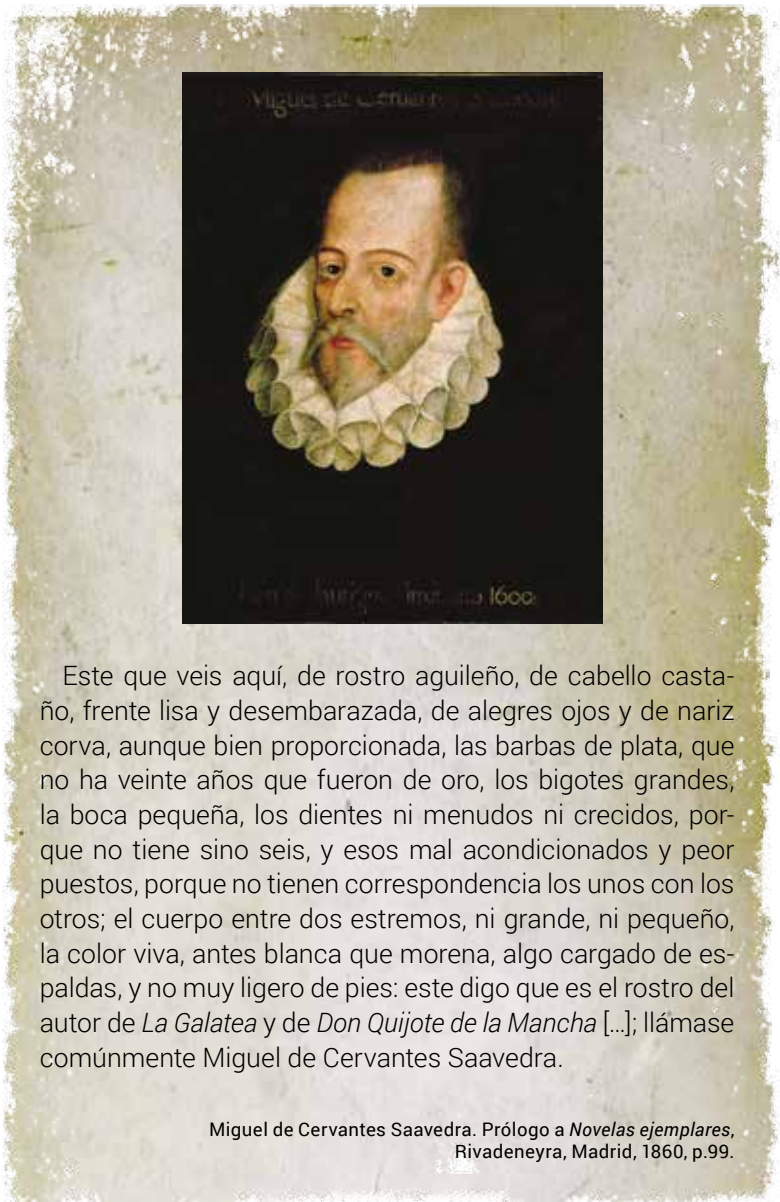 Miguel de
1600
Este que veis aquí, de rostro aguileño, de cabello casta-
ño, frente lisa y desembarazada, de alegres ojos y de nariz
corva, aunque bien proporcionada, las barbas de plata, que
no ha veinte años que fueron de oro, los bigotes grandes,
la boca pequeña, los dientes ni menudos ni crecidos, por-
que no tiene sino seis, y esos mal acondicionados y peor
puestos, porque no tienen correspondencia los unos con los
otros; el cuerpo entre dos estremos, ni grande, ni pequeño,
la color viva, antes blanca que morena, algo cargado de es-
paldas, y no muy ligero de pies: este digo que es el rostro del
autor de La Galatea y de Don Quijote de la Mancha [...]; llámase
comúnmente Miguel de Cervantes Saavedra.
Miguel de Cervantes Saavedra. Prólogo a Novelas ejemplares,
Rivadeneyra, Madrid, 1860, p.99.